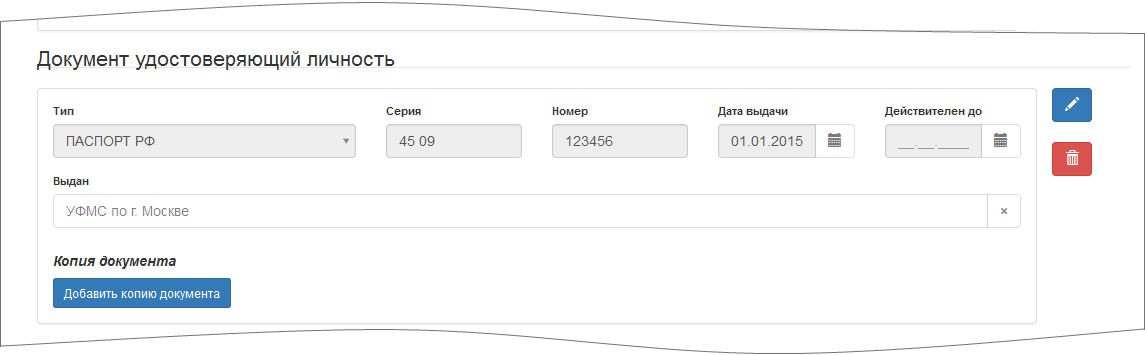 Документ удостоверяющий личность
Тип Серия Номер Дата выдачи Действителен до
ПАСПОРТ РФ 45 09 123456 01.01.2015 __.__.____
Выдан
УФМС по г. Москве ×
Копия документа
Добавить копию документа